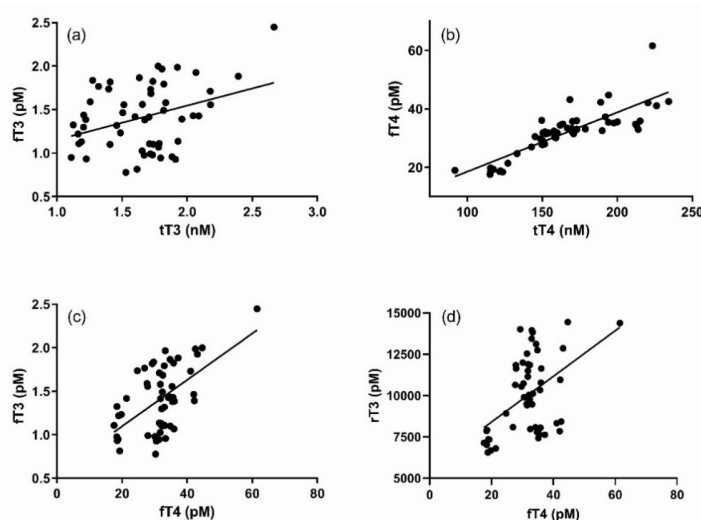 (a)
fT3 (pM)
2.5
2.0
1.5
1.0
0.5
1.0 1.5 2.0 2.5 3.0
tT3 (nM)
(b)
fT4 (pM)
60
40
20
100 150 200 250
tT4 (nM)
(c)
fT3 (pM)
2.5
2.0
1.5
1.0
0.5
0 20 40 60 80
fT4 (pM)
(d)
rT3 (pM)
15000
12500
10000
7500
5000
0 20 40 60 80
fT4 (pM)